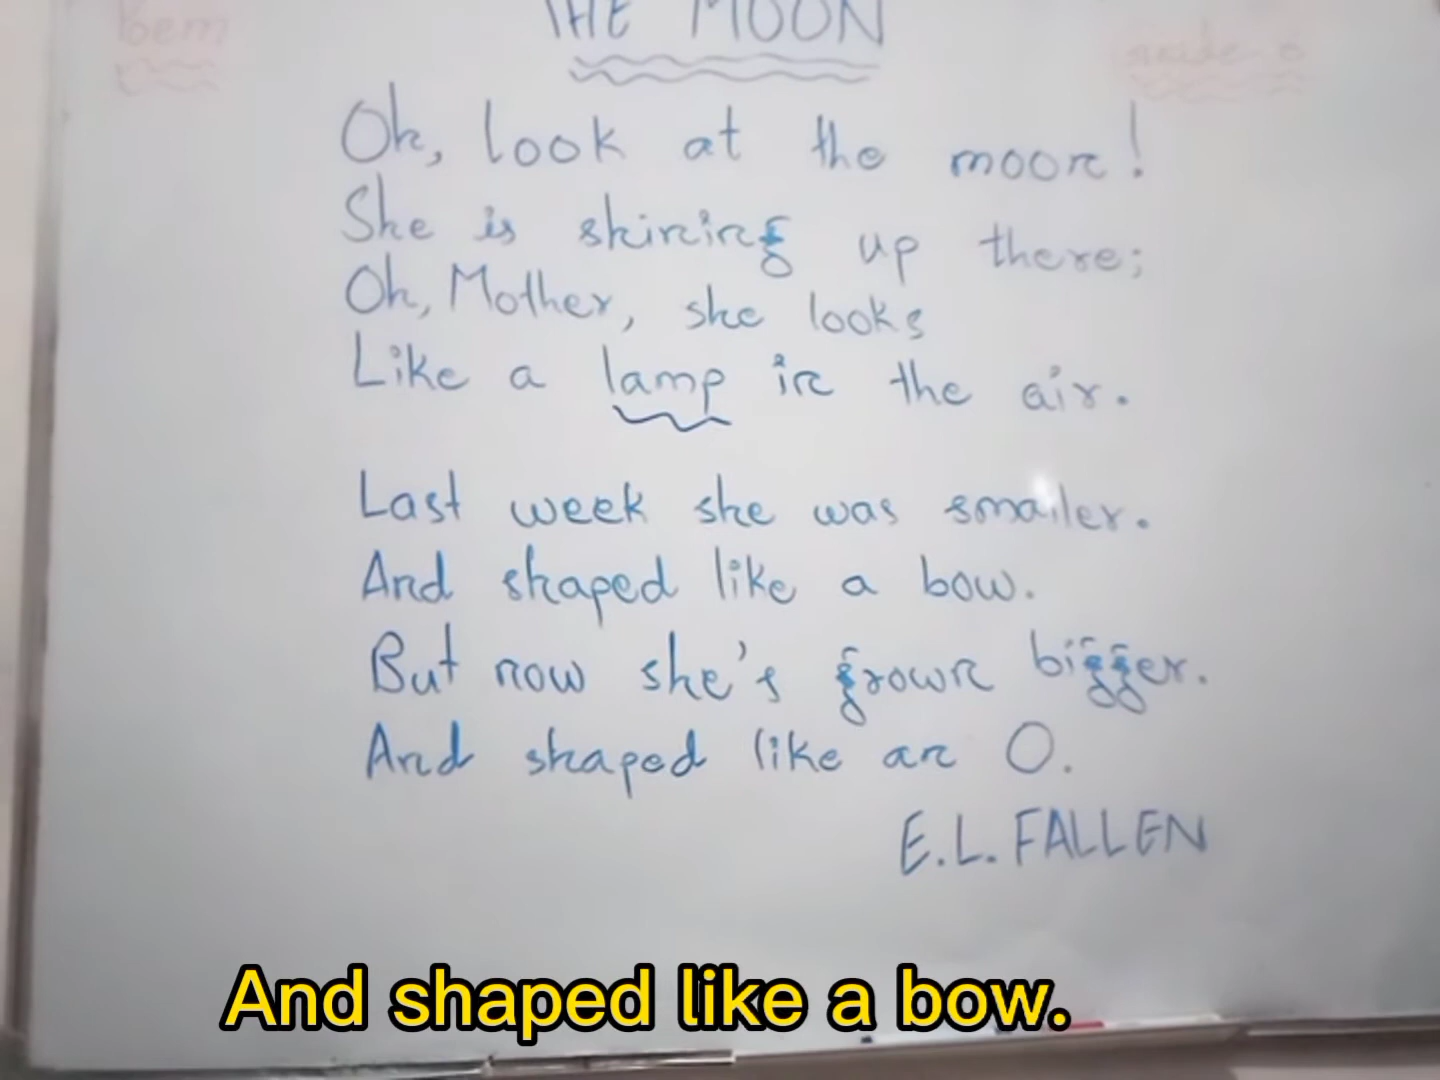 THE MOON
Poem
Oh, look at the moon!
She is shining up there;
Oh, Mother, she looks
Like a lamp in the air.
Last week she was smaller.
And shaped like a bow.
But now she's grown bigger.
And shaped like an O.
E.L. FALLEN
And shaped like a bow.